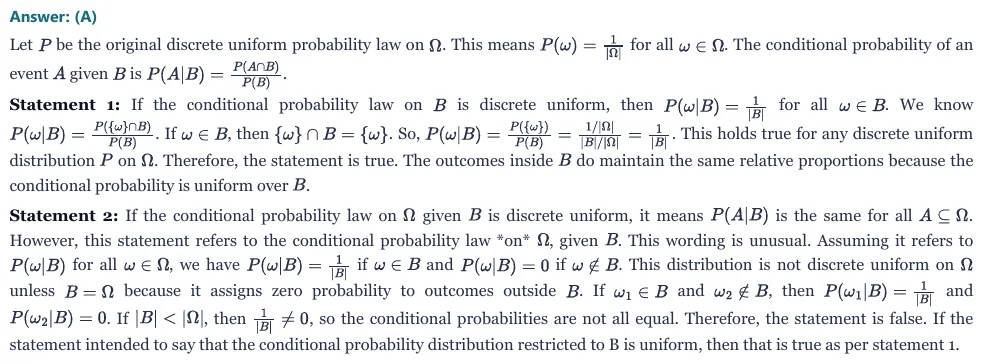 Answer: (A)
Let P be the original discrete uniform probability law on Ω. This means P(ω) = 1/|Ω| for all ω ∈ Ω. The conditional probability of an
event A given B is P(A|B) = P(A∩B)/P(B).
Statement 1: If the conditional probability law on B is discrete uniform, then P(ω|B) = 1/|B| for all ω ∈ B. We know
P(ω|B) = P({ω}∩B)/P(B). If ω ∈ B, then {ω} ∩ B = {ω}. So, P(ω|B) = P({ω})/P(B) = 1/|Ω|/|B|/|Ω| = 1/|B|. This holds true for any discrete uniform
distribution P on Ω. Therefore, the statement is true. The outcomes inside B do maintain the same relative proportions because the
conditional probability is uniform over B.
Statement 2: If the conditional probability law on Ω given B is discrete uniform, it means P(A|B) is the same for all A ⊆ Ω.
However, this statement refers to the conditional probability law *on* Ω, given B. This wording is unusual. Assuming it refers to
P(ω|B) for all ω ∈ Ω, we have P(ω|B) = 1/|B| if ω ∈ B and P(ω|B) = 0 if ω ∉ B. This distribution is not discrete uniform on Ω
unless B = Ω because it assigns zero probability to outcomes outside B. If ω₁ ∈ B and ω₂ ∉ B, then P(ω₁|B) = 1/|B| and
P(ω₂|B) = 0. If |B| < |Ω|, then 1/|B| ≠ 0, so the conditional probabilities are not all equal. Therefore, the statement is false. If the
statement intended to say that the conditional probability distribution restricted to B is uniform, then that is true as per statement 1.